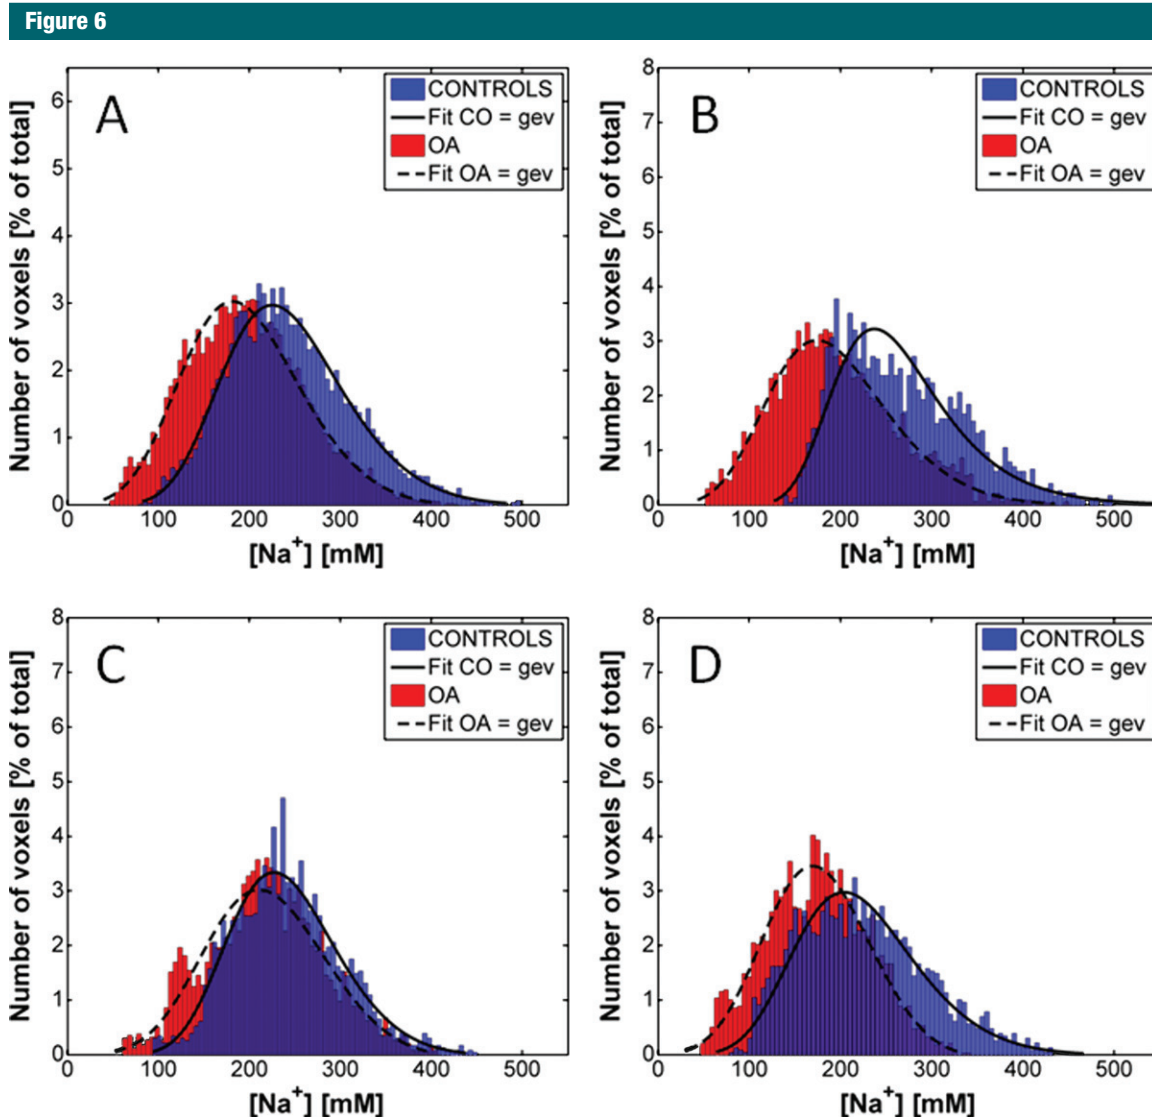 Figure 6
A
CONTROLS
Fit CO = gev
OA
Fit OA = gev
Number of voxels [% of total]
6
5
4
3
2
1
0
0 100 200 300 400 500
[Na+] [mM]
B
CONTROLS
Fit CO = gev
OA
Fit OA = gev
Number of voxels [% of total]
8
7
6
5
4
3
2
1
0
0 100 200 300 400 500
[Na+] [mM]
C
CONTROLS
Fit CO = gev
OA
Fit OA = gev
Number of voxels [% of total]
8
7
6
5
4
3
2
1
0
0 100 200 300 400 500
[Na+] [mM]
D
CONTROLS
Fit CO = gev
OA
Fit OA = gev
Number of voxels [% of total]
8
7
6
5
4
3
2
1
0
0 100 200 300 400 500
[Na+] [mM]